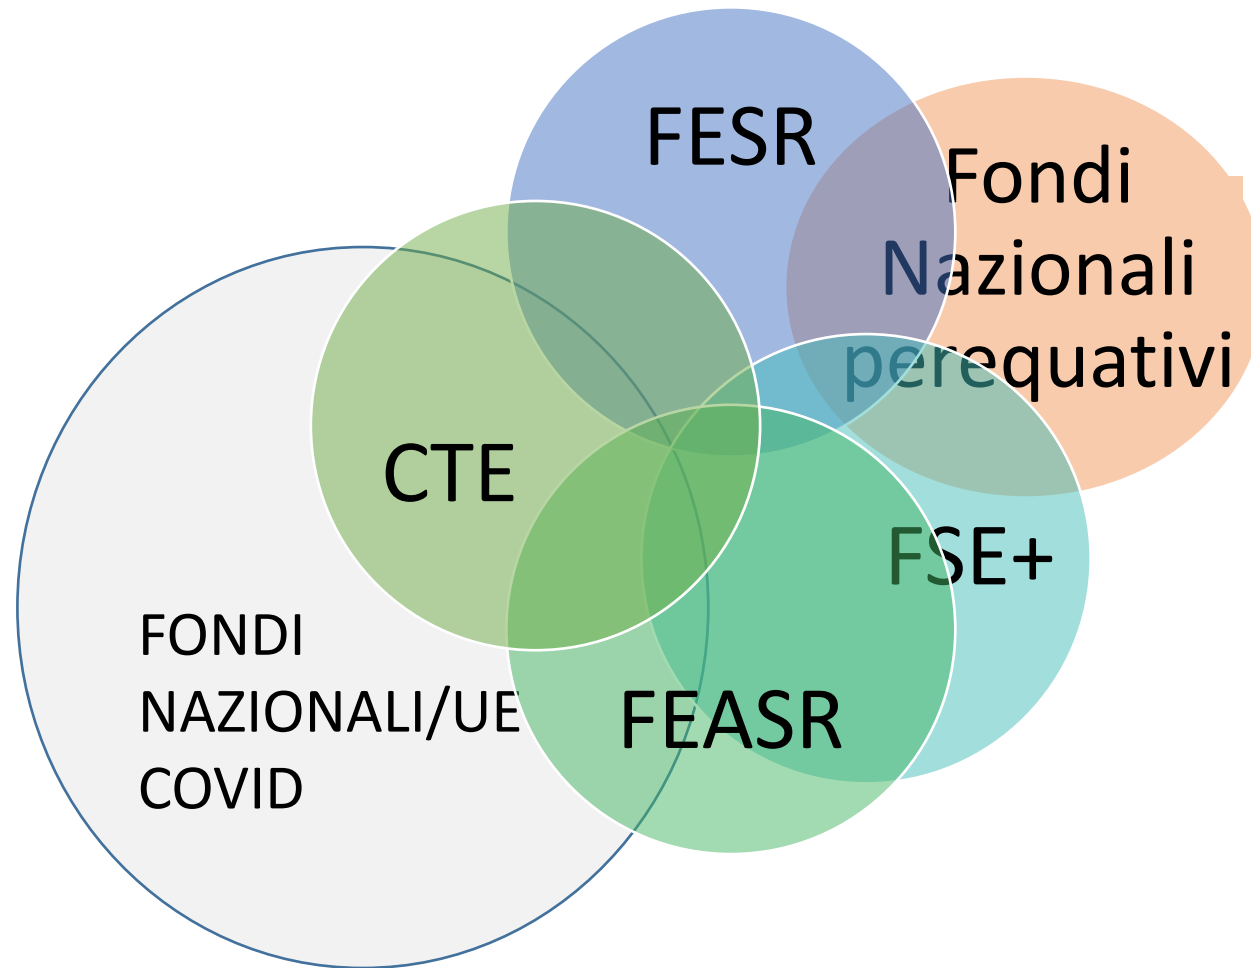 FESR
Fondi
Nazionali
perequativi
CTE
FSE+
FONDI
NAZIONALI/UE
COVID
FEASR